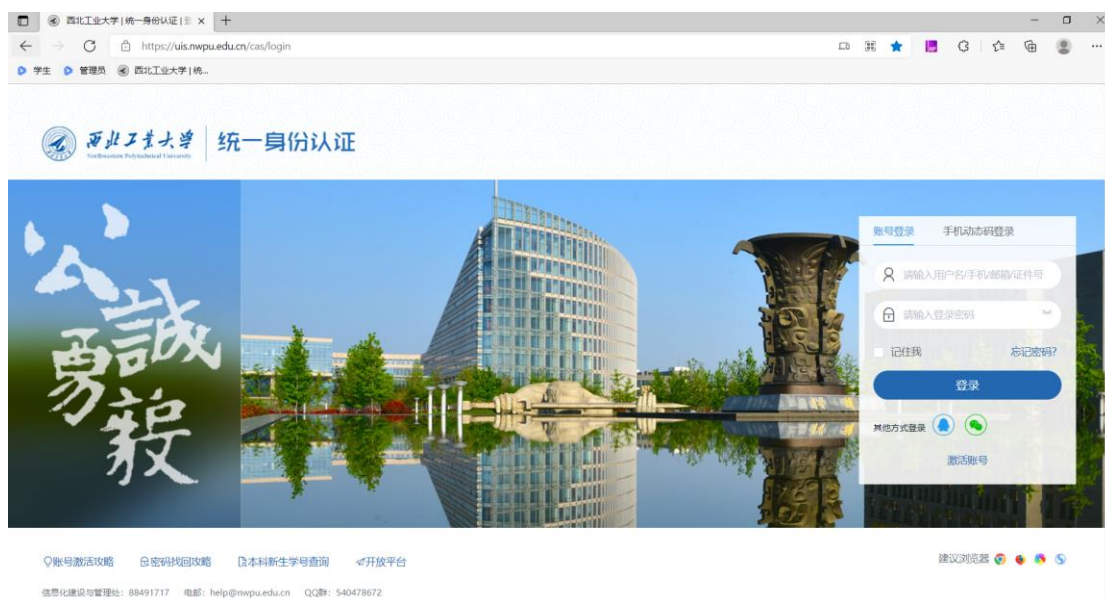 西北工业大学 | 统一身份认证 |
https://uis.nwpu.edu.cn/cas/login
学生 管理员 西北工业大学 | 统...
西北工业大学 统一身份认证
Northwestern Polytechnical University
公
誠
勇
毅
账号登录 手机动态码登录
请输入用户名/手机/邮箱/证件号
请输入登录密码
记住我 忘记密码?
登录
其他方式登录
激活账号
账号激活攻略 密码找回攻略 本科新生学号查询 开放平台
建议浏览器
信息化建设与管理处: 88491717 电邮: help@nwpu.edu.cn QQ群: 540478672